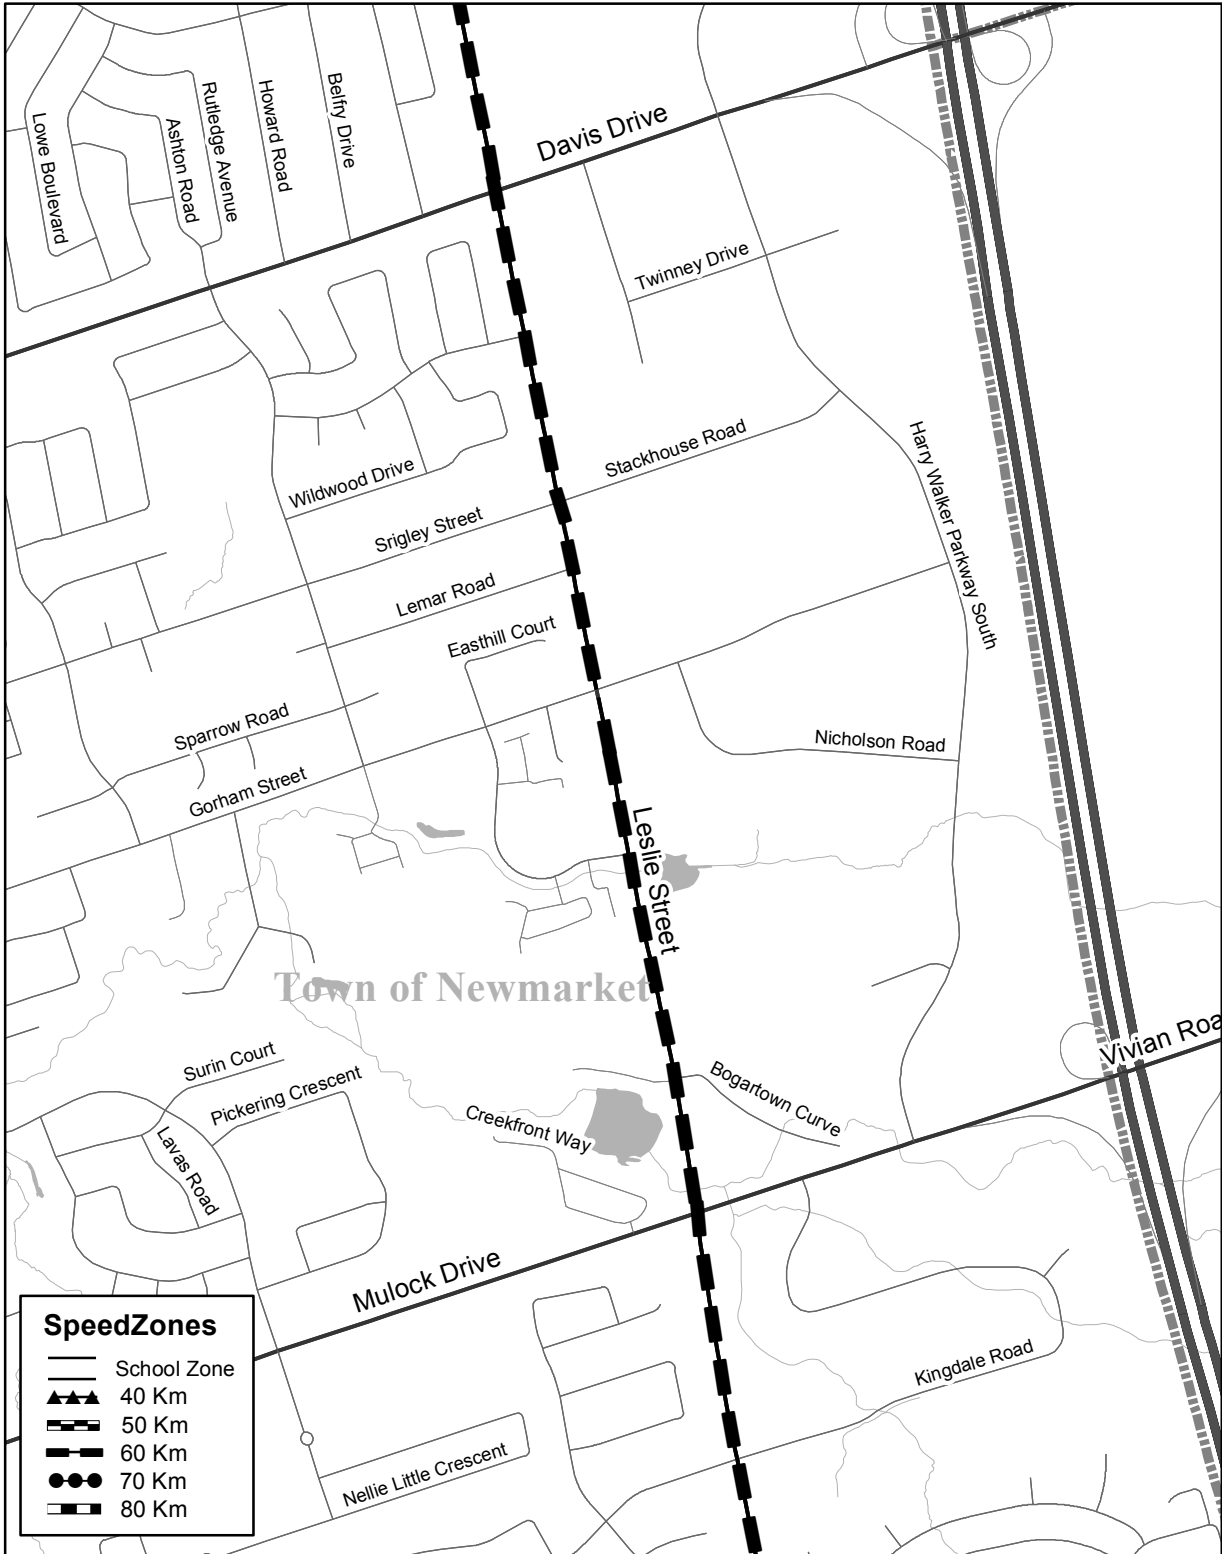 Lowe Boulevard
Ashton Road
Rutledge Avenue
Howard Road
Belfry Drive
Davis Drive
Twinney Drive
Stackhouse Road
Harry Walker Parkway South
Wildwood Drive
Srigley Street
Lemar Road
Easthill Court
Sparrow Road
Gorham Street
Nicholson Road
Leslie Street
Town of Newmarket
Vivian Roa
Surin Court
Pickering Crescent
Lavas Road
Creekfront Way
Bogartown Curve
Mulock Drive
Kingdale Road
Nellie Little Crescent
SpeedZones
School Zone
40 Km
50 Km
60 Km
70 Km
80 Km